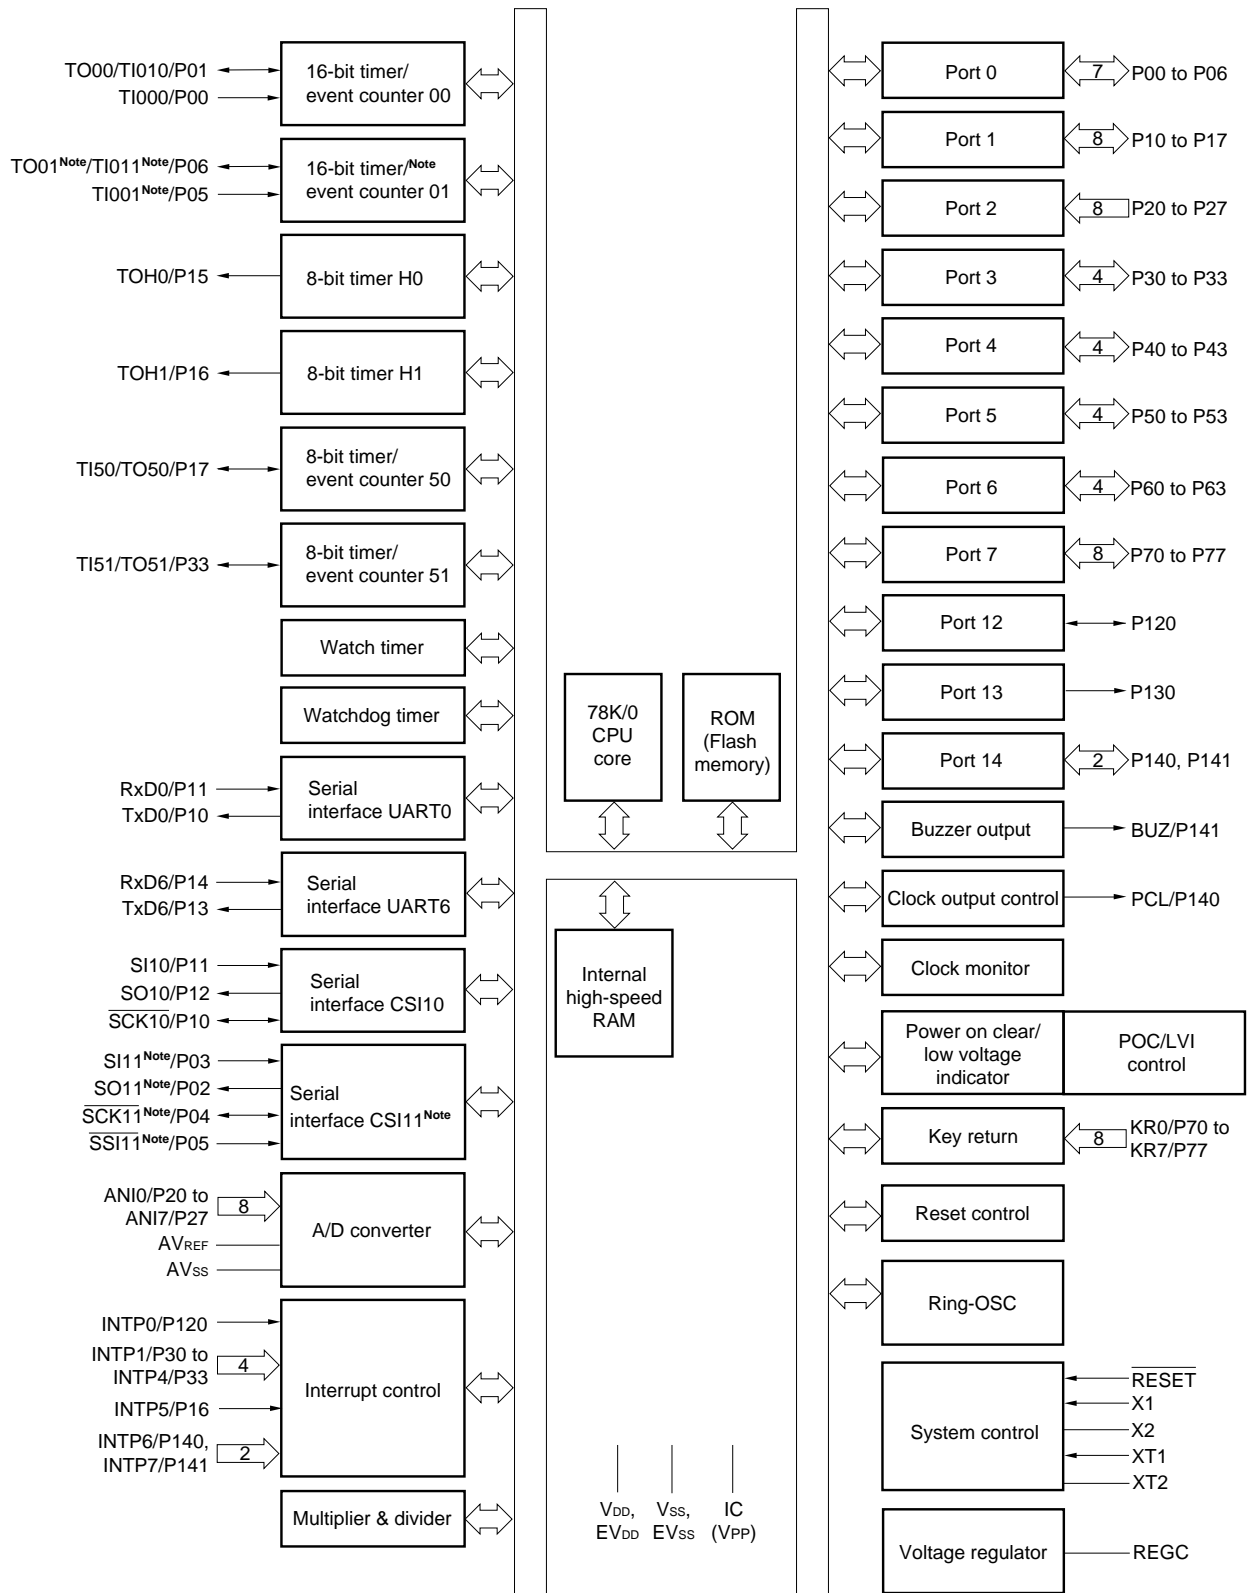 TO00/TI010/P01
TI000/P00
16-bit timer/
event counter 00
TO01Note/TI011Note/P06
TI001Note/P05
16-bit timer/Note
event counter 01
TOH0/P15
8-bit timer H0
TOH1/P16
8-bit timer H1
TI50/TO50/P17
8-bit timer/
event counter 50
TI51/TO51/P33
8-bit timer/
event counter 51
Watch timer
Watchdog timer
RxD0/P11
TxD0/P10
Serial
interface UART0
RxD6/P14
TxD6/P13
Serial
interface UART6
SI10/P11
SO10/P12
SCK10/P10
Serial
interface CSI10
SI11Note/P03
SO11Note/P02
SCK11Note/P04
SSI11Note/P05
Serial
interface CSI11Note
ANI0/P20 to
ANI7/P27
8
AVREF
AVSS
A/D converter
INTP0/P120
INTP1/P30 to
INTP4/P33
4
INTP5/P16
INTP6/P140,
INTP7/P141
2
Interrupt control
Multiplier & divider
78K/0
CPU
core
ROM
(Flash
memory)
Internal
high-speed
RAM
VDD,
EVDD
VSS,
EVSS
IC
(VPP)
Port 0
7
P00 to P06
Port 1
8
P10 to P17
Port 2
8
P20 to P27
Port 3
4
P30 to P33
Port 4
4
P40 to P43
Port 5
4
P50 to P53
Port 6
4
P60 to P63
Port 7
8
P70 to P77
Port 12
P120
Port 13
P130
Port 14
2
P140, P141
Buzzer output
BUZ/P141
Clock output control
PCL/P140
Clock monitor
Power on clear/
low voltage
indicator
POC/LVI
control
Key return
8
KR0/P70 to
KR7/P77
Reset control
Ring-OSC
System control
RESET
X1
X2
XT1
XT2
Voltage regulator
REGC